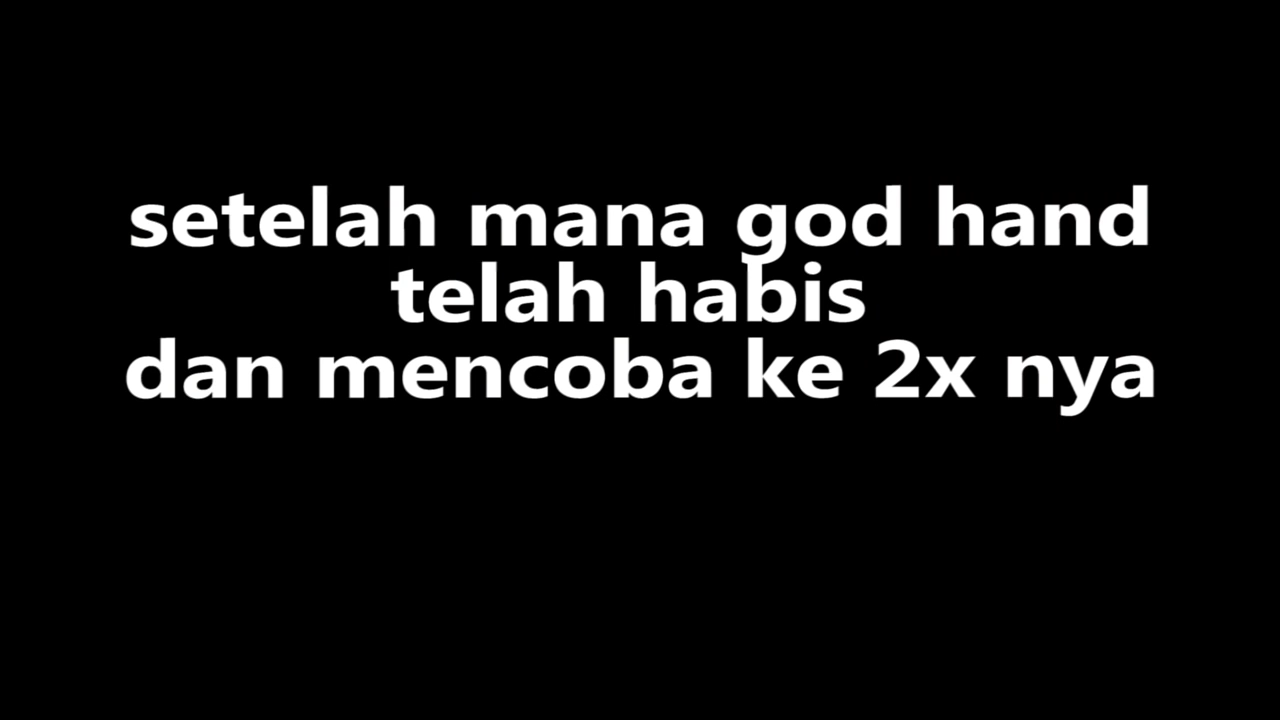 setelah mana god hand
telah habis
dan mencoba ke 2x nya